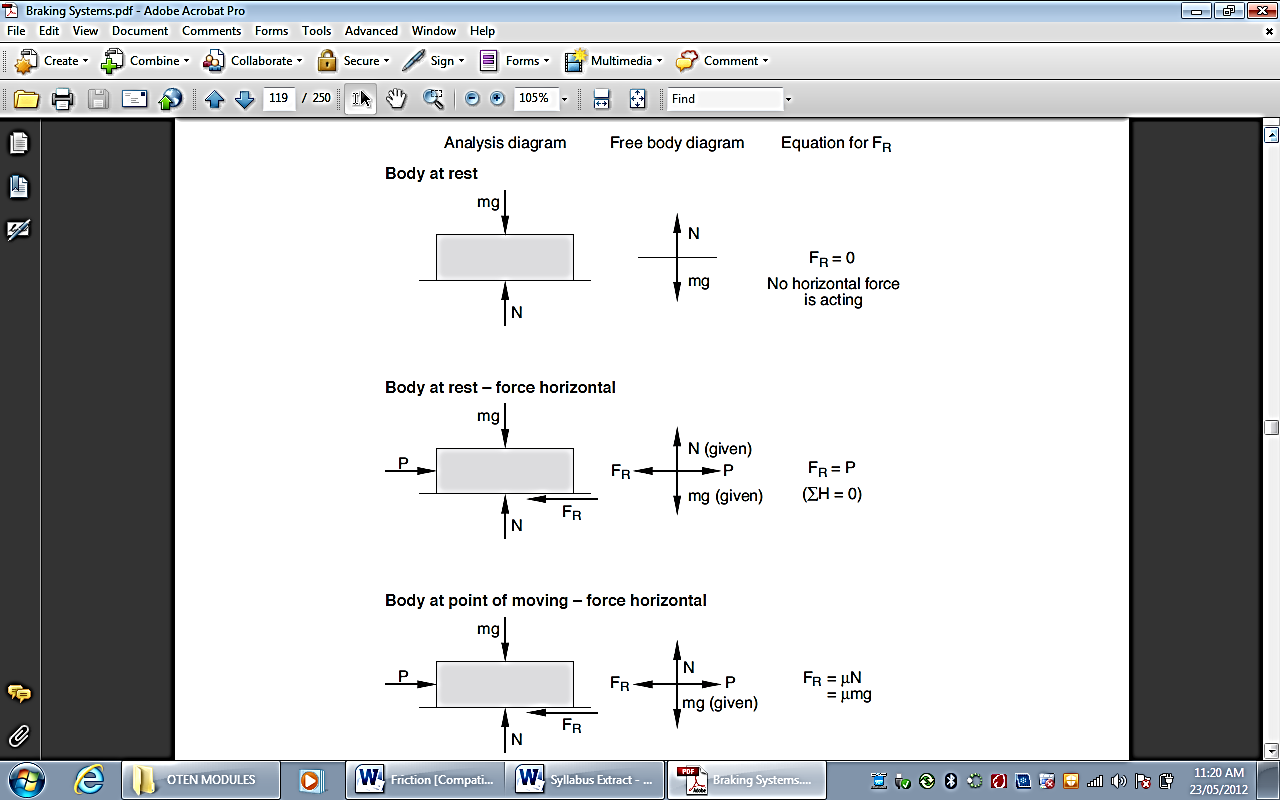 Braking Systems.pdf - Adobe Acrobat Pro
File Edit View Document Comments Forms Tools Advanced Window Help
Create Combine Collaborate Secure Sign Forms Multimedia Comment
119 / 250 105% Find
Analysis diagram Free body diagram Equation for FR
Body at rest
mg
N
N
mg
FR = 0
No horizontal force
is acting
Body at rest – force horizontal
mg
P
FR
N
N (given)
FR P
mg (given)
FR = P
(ΣH = 0)
Body at point of moving – force horizontal
mg
P
FR
N
N
FR P
mg (given)
FR = μN
= μmg
OTEN MODULES
Friction [Compati...
Syllabus Extract - ...
Braking Systems....
11:20 AM
23/05/2012